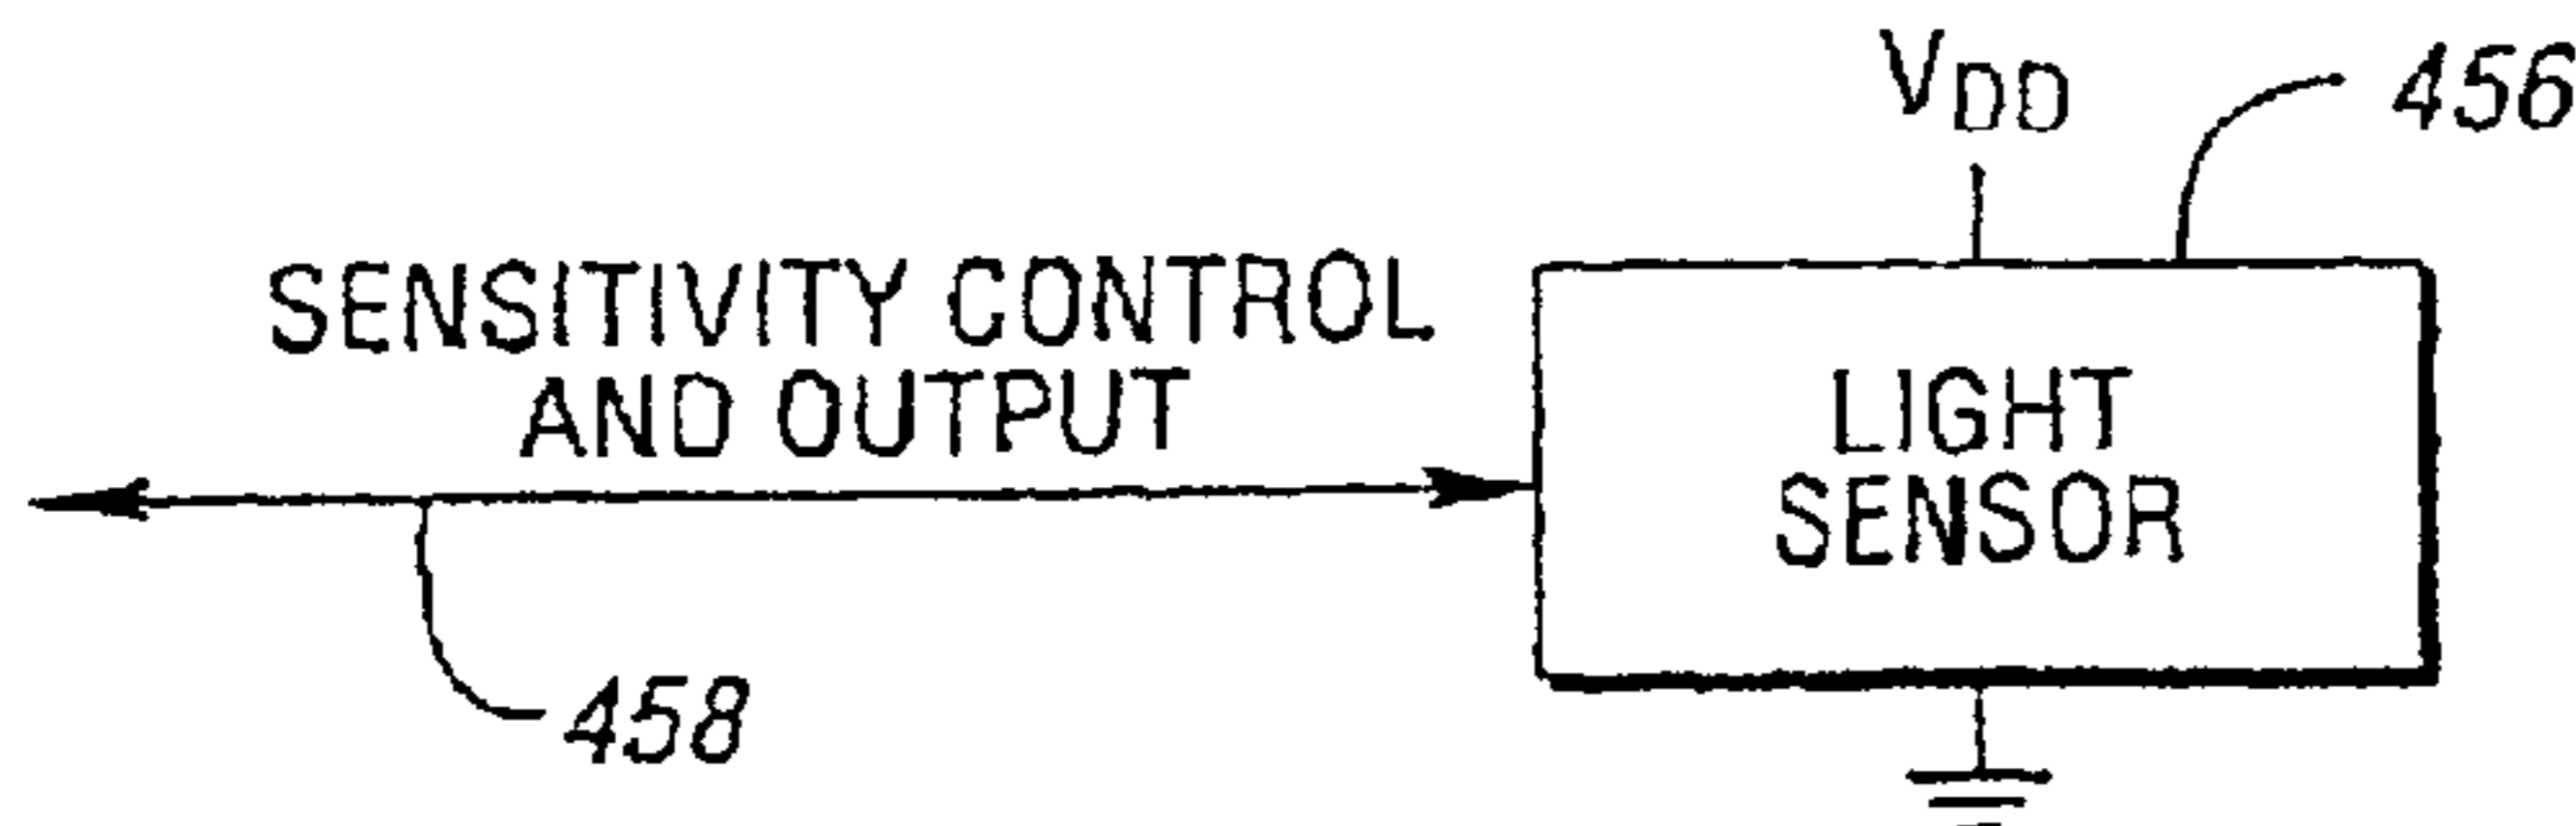 VDD
456
SENSITIVITY CONTROL
AND OUTPUT
LIGHT
SENSOR
458